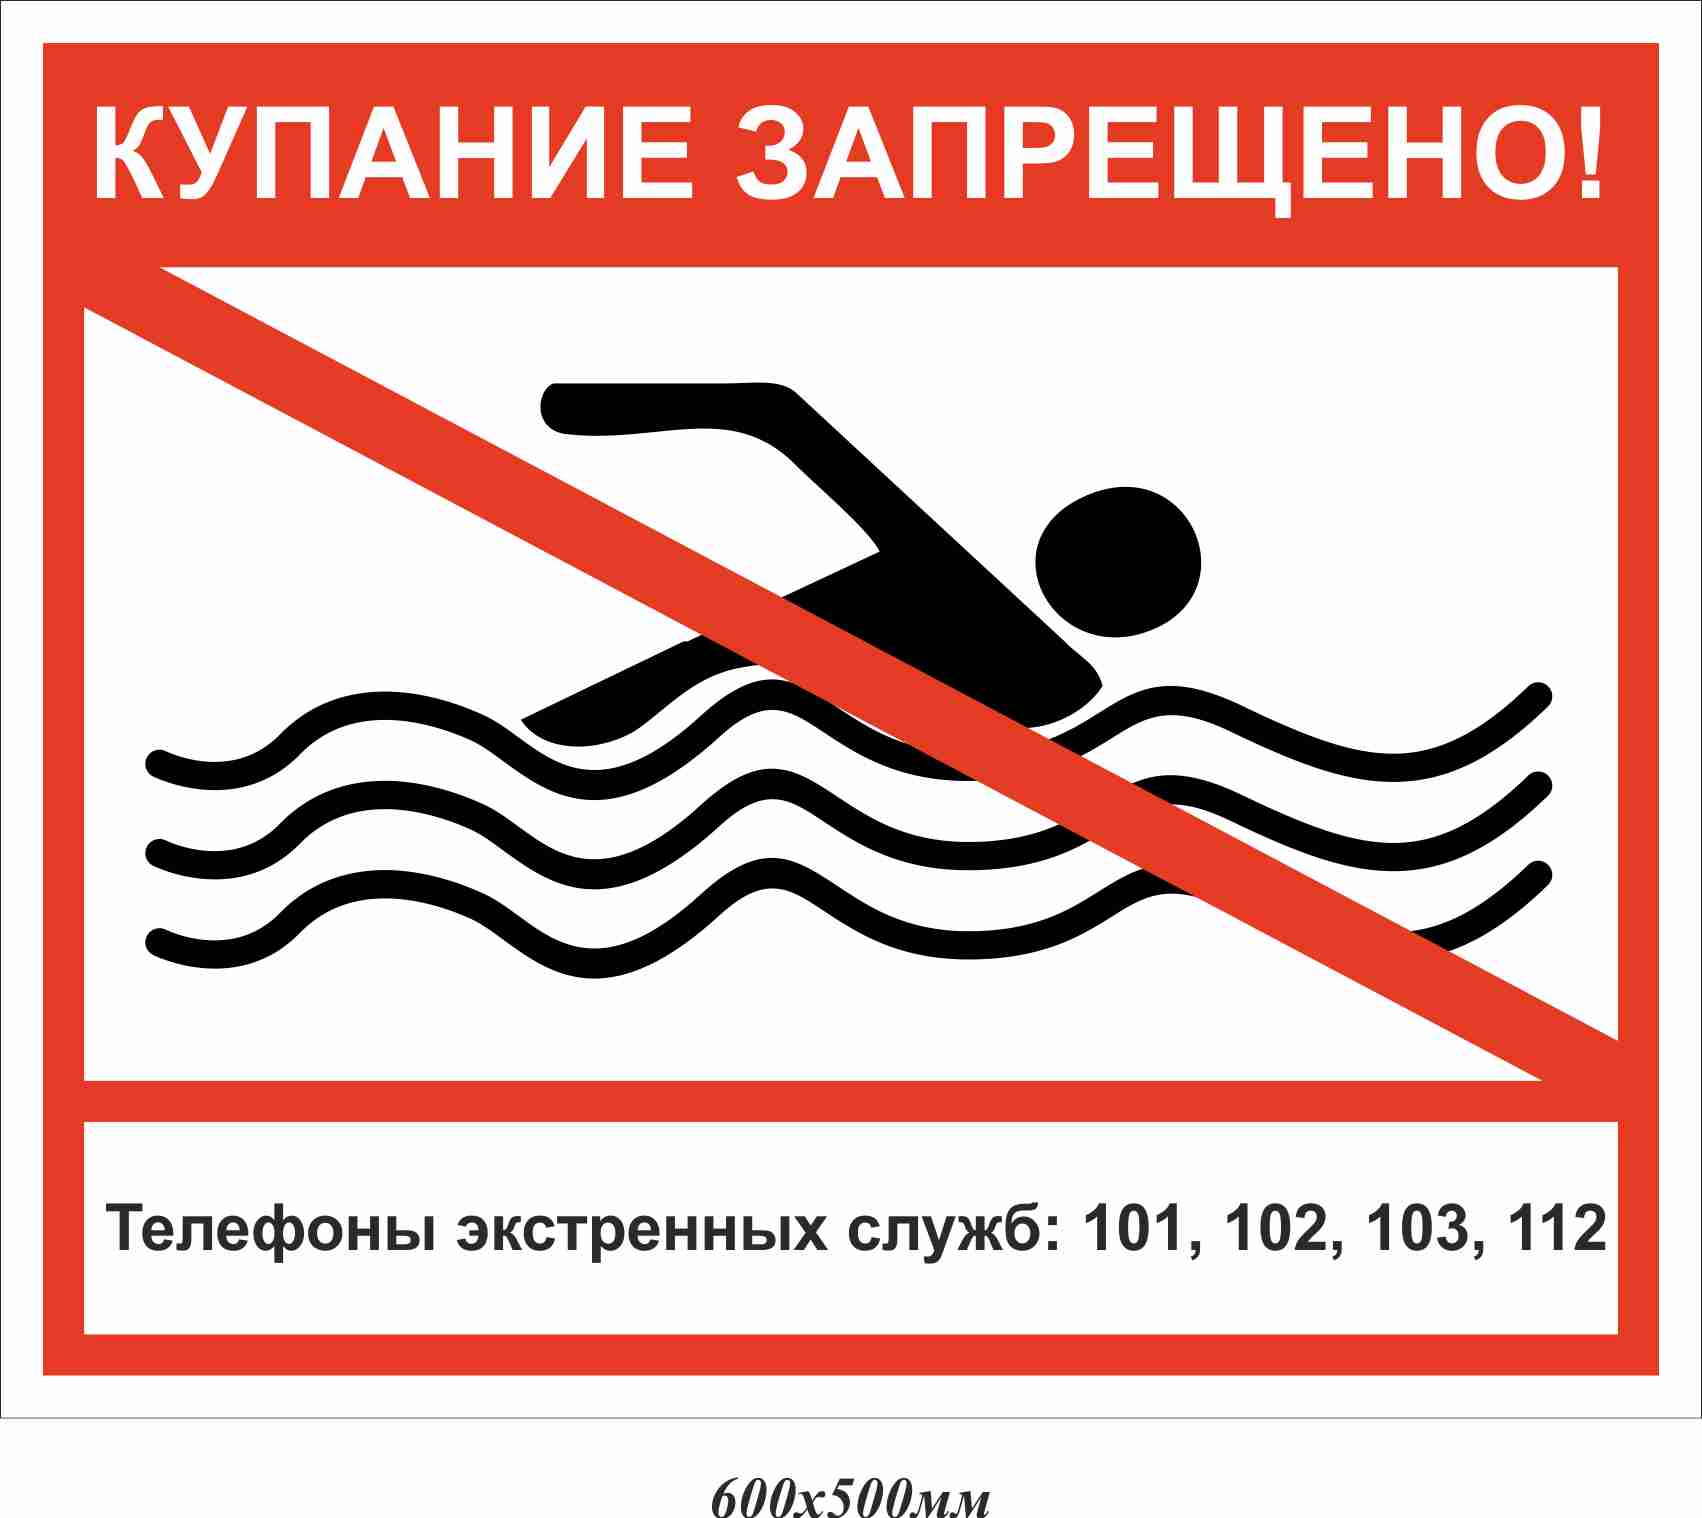 КУПАНИЕ ЗАПРЕЩЕНО!
Телефоны экстренных служб: 101, 102, 103, 112
600х500мм